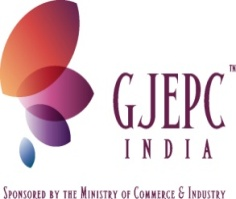 GJEPC™
INDIA
SPONSORED BY THE MINISTRY OF COMMERCE & INDUSTRY